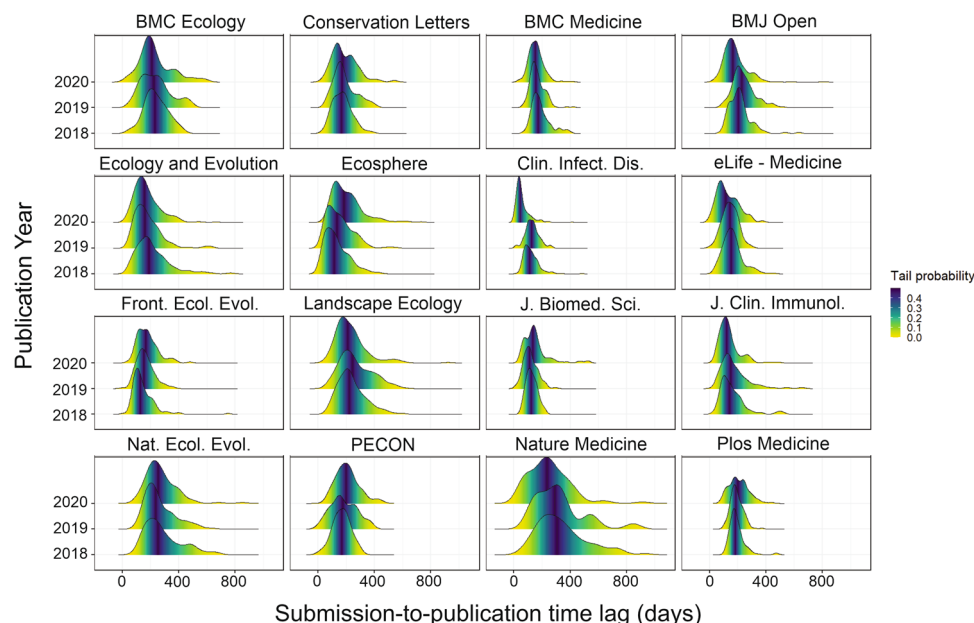 BMC Ecology Conservation Letters BMC Medicine BMJ Open
2020
2019
2018
Ecology and Evolution Ecosphere Clin. Infect. Dis. eLife - Medicine
2020
2019
2018
Front. Ecol. Evol. Landscape Ecology J. Biomed. Sci. J. Clin. Immunol.
2020
2019
2018
Nat. Ecol. Evol. PECON Nature Medicine Plos Medicine
2020
2019
2018
0 400 800 0 400 800 0 400 800 0 400 800
Submission-to-publication time lag (days)
Publication Year
Tail probability
0.4
0.3
0.2
0.1
0.0